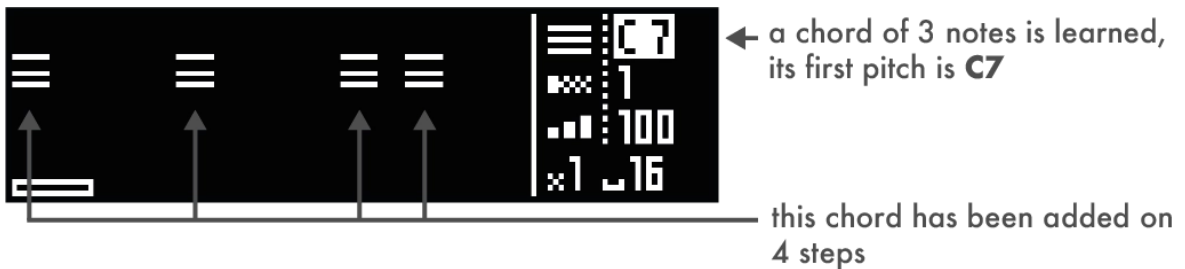 C 7
1
100
x1 16
a chord of 3 notes is learned,
its first pitch is C7
this chord has been added on
4 steps